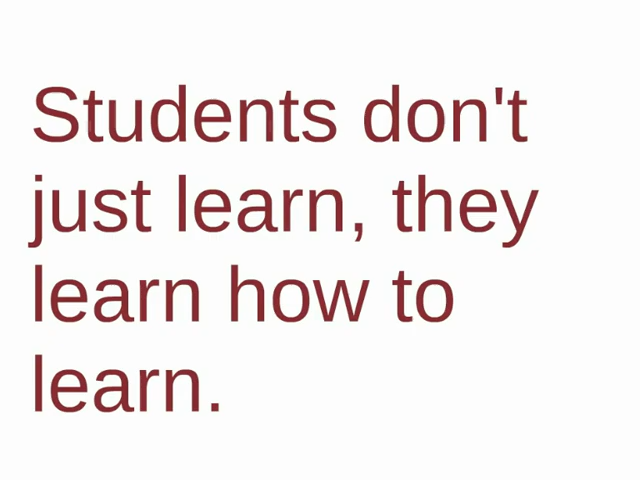 Students don't
just learn, they
learn how to
learn.